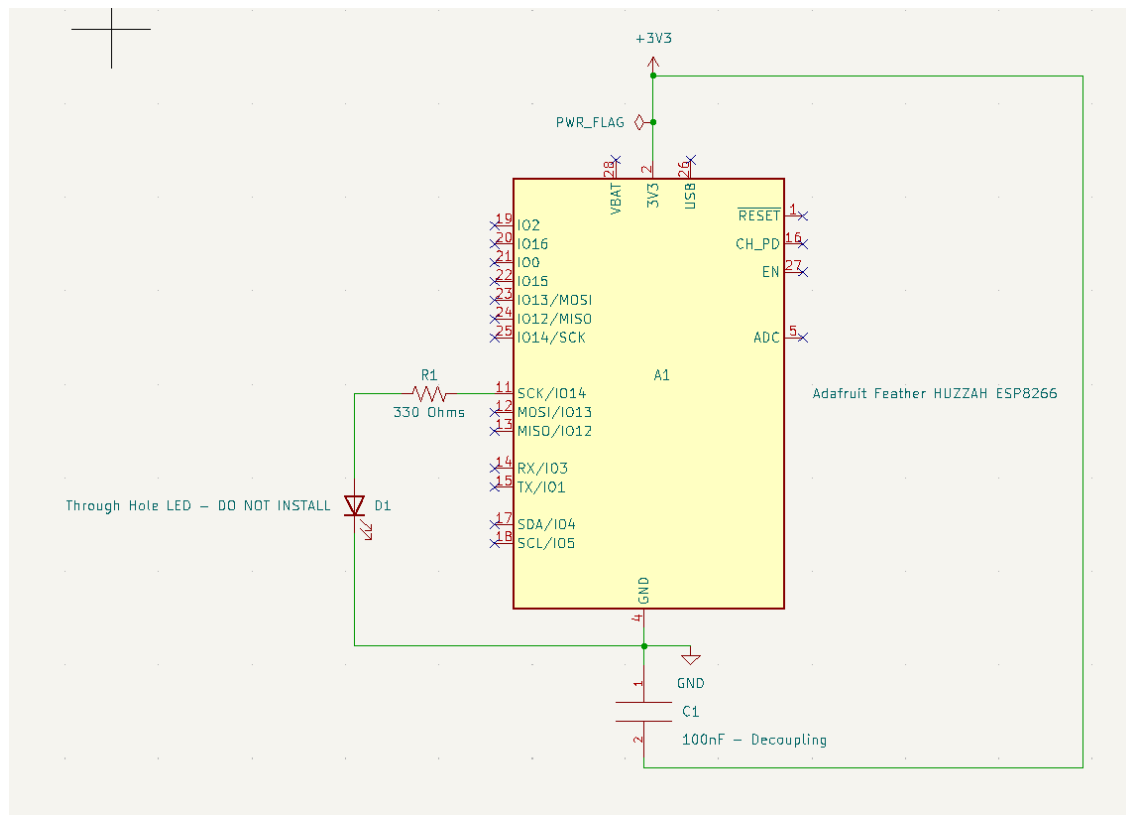 +3V3
PWR_FLAG
28
2
26
VBAT
3V3
USB
19 IO2
20 IO16
21 IO0
22 IO15
23 IO13/MOSI
24 IO12/MISO
25 IO14/SCK
RESET 1
CH_PD 16
EN 27
ADC 5
A1
Adafruit Feather HUZZAH ESP8266
R1
330 Ohms
11 SCK/IO14
12 MOSI/IO13
13 MISO/IO12
14 RX/IO3
15 TX/IO1
17 SDA/IO4
18 SCL/IO5
Through Hole LED – DO NOT INSTALL
D1
GND
4
GND
1
C1
2
100nF – Decoupling